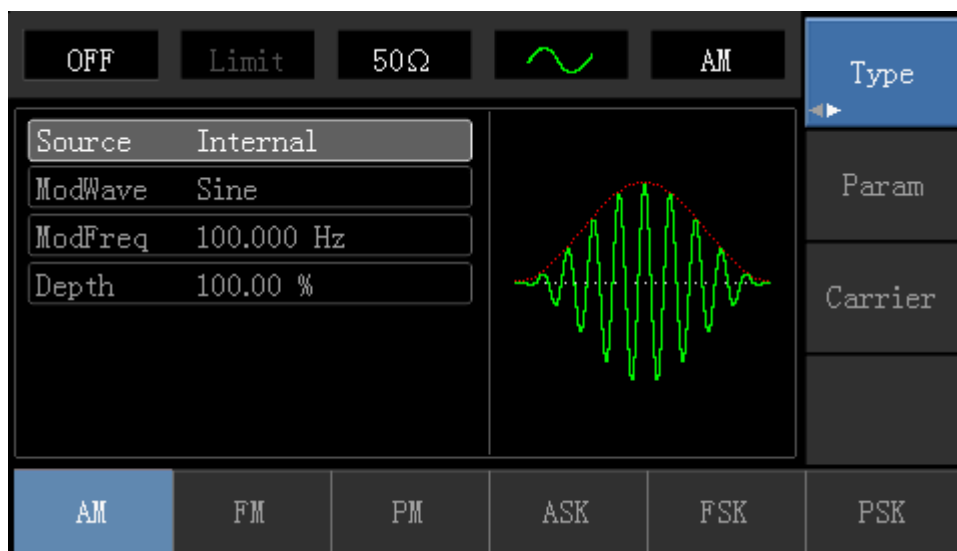 OFF Limit 50Ω AM
Type
Source Internal
ModWave Sine
Param
ModFreq 100.000 Hz
Depth 100.00 %
Carrier
AM FM PM ASK FSK PSK